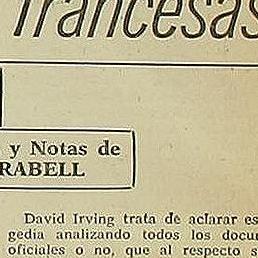 francesas
y Notas de
RABELL
David Irving trata de aclarar es
gedia analizando todos los docu
oficiales o no, que al respecto s